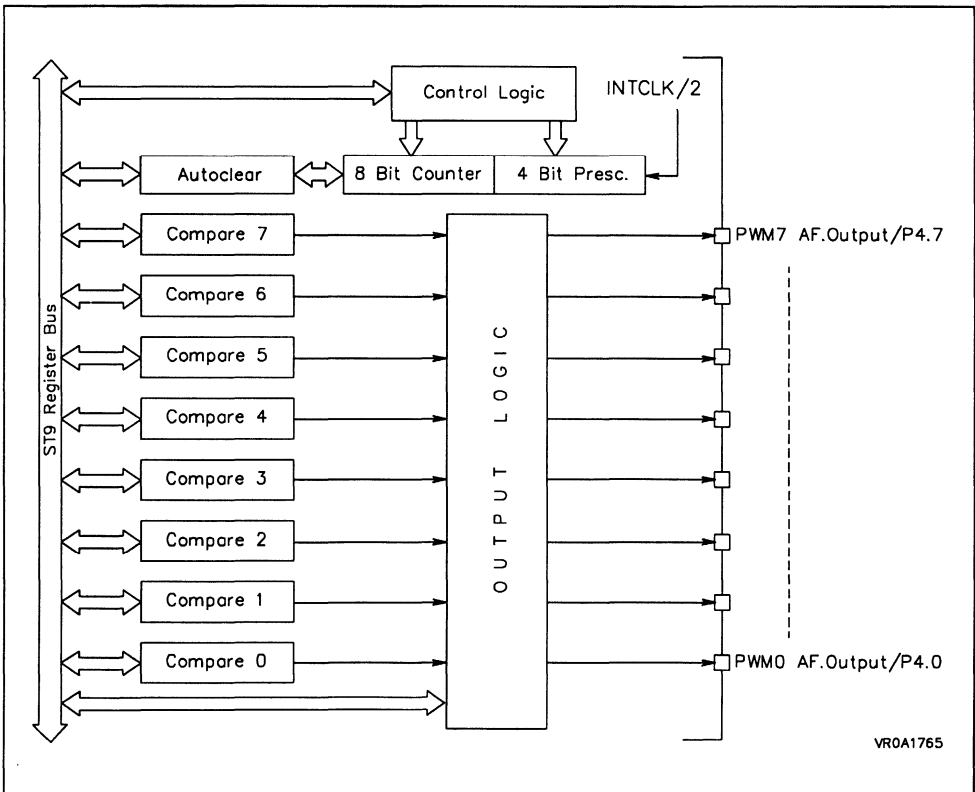 Control Logic
INTCLK/2
Autoclear
8 Bit Counter
4 Bit Presc.
Compare 7
PWM7 AF.Output/P4.7
Compare 6
Compare 5
Compare 4
Compare 3
Compare 2
Compare 1
Compare 0
PWM0 AF.Output/P4.0
ST9 Register Bus
OUTPUT LOGIC
VR0A1765